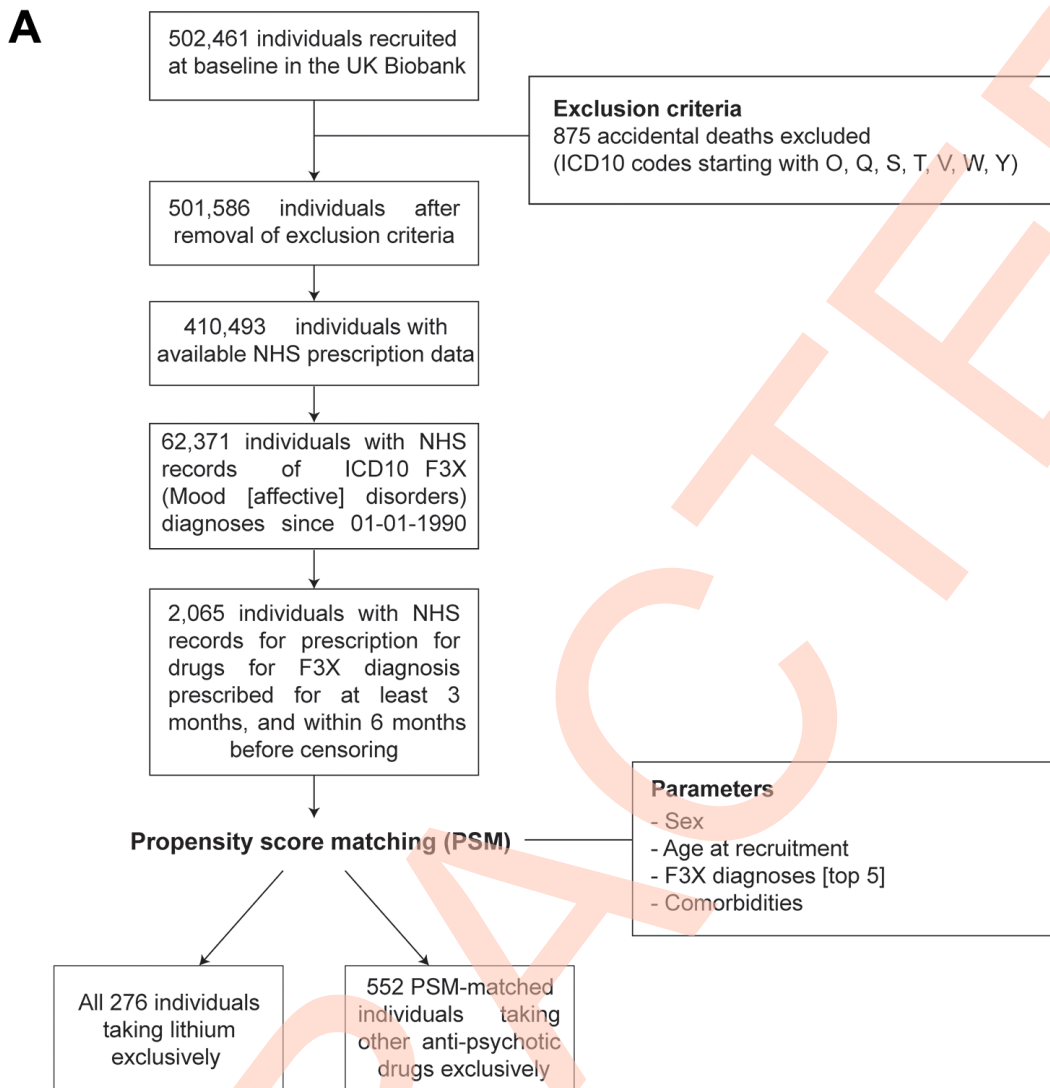 A
502,461 individuals recruited
at baseline in the UK Biobank
Exclusion criteria
875 accidental deaths excluded
(ICD10 codes starting with O, Q, S, T, V, W, Y)
501,586 individuals after
removal of exclusion criteria
410,493 individuals with
available NHS prescription data
62,371 individuals with NHS
records of ICD10 F3X
(Mood [affective] disorders)
diagnoses since 01-01-1990
2,065 individuals with NHS
records for prescription for
drugs for F3X diagnosis
prescribed for at least 3
months, and within 6 months
before censoring
Propensity score matching (PSM)
Parameters
- Sex
- Age at recruitment
- F3X diagnoses [top 5]
- Comorbidities
All 276 individuals
taking lithium
exclusively
552 PSM-matched
individuals taking
other anti-psychotic
drugs exclusively